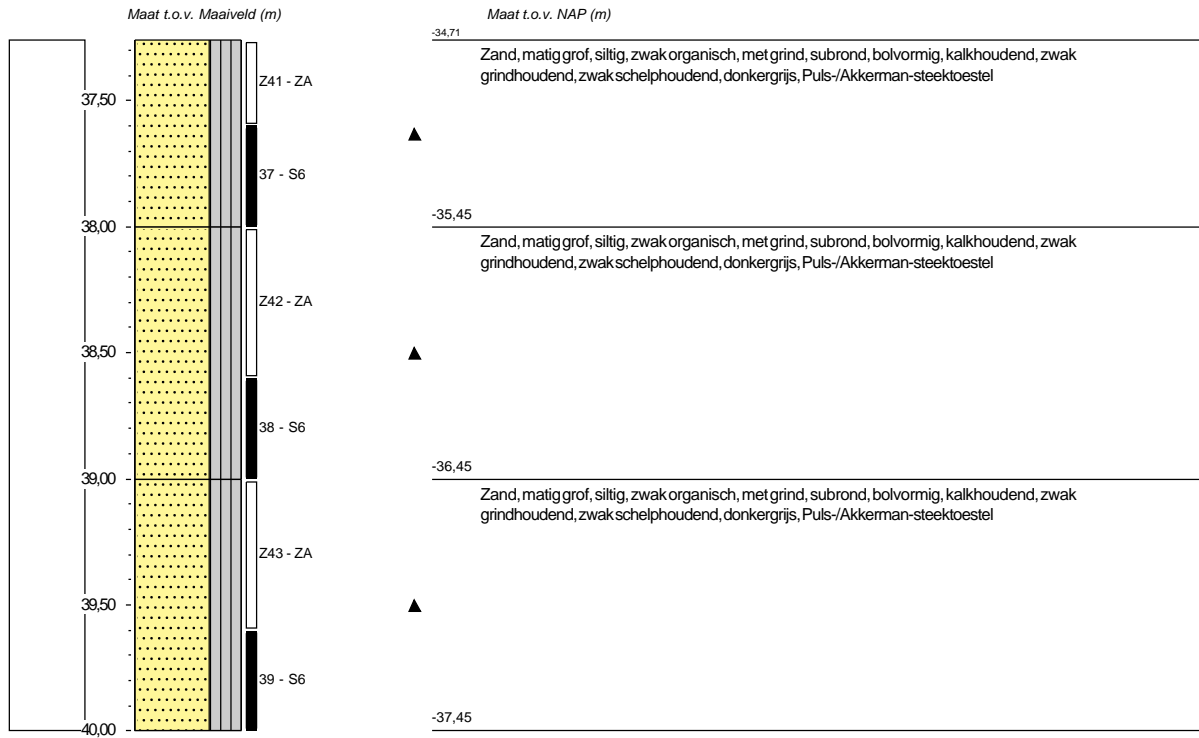 Maat t.o.v. Maaiveld (m)
Maat t.o.v. NAP (m)
-34,71
Zand, matig grof, siltig, zwak organisch, met grind, subrond, bolvormig, kalkhoudend, zwak
grindhoudend, zwak schelphoudend, donkergrijs, Puls-/Akkerman-steektoestel
Z41 - ZA
37,50
37 - S6
-35,45
38,00
Zand, matig grof, siltig, zwak organisch, met grind, subrond, bolvormig, kalkhoudend, zwak
grindhoudend, zwak schelphoudend, donkergrijs, Puls-/Akkerman-steektoestel
Z42 - ZA
38,50
38 - S6
-36,45
39,00
Zand, matig grof, siltig, zwak organisch, met grind, subrond, bolvormig, kalkhoudend, zwak
grindhoudend, zwak schelphoudend, donkergrijs, Puls-/Akkerman-steektoestel
Z43 - ZA
39,50
39 - S6
-37,45
40,00